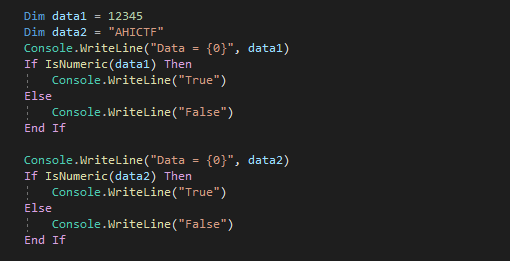 Dim data1 = 12345
Dim data2 = "AHICTF"
Console.WriteLine("Data = {0}", data1)
If IsNumeric(data1) Then
    Console.WriteLine("True")
Else
    Console.WriteLine("False")
End If

Console.WriteLine("Data = {0}", data2)
If IsNumeric(data2) Then
    Console.WriteLine("True")
Else
    Console.WriteLine("False")
End If